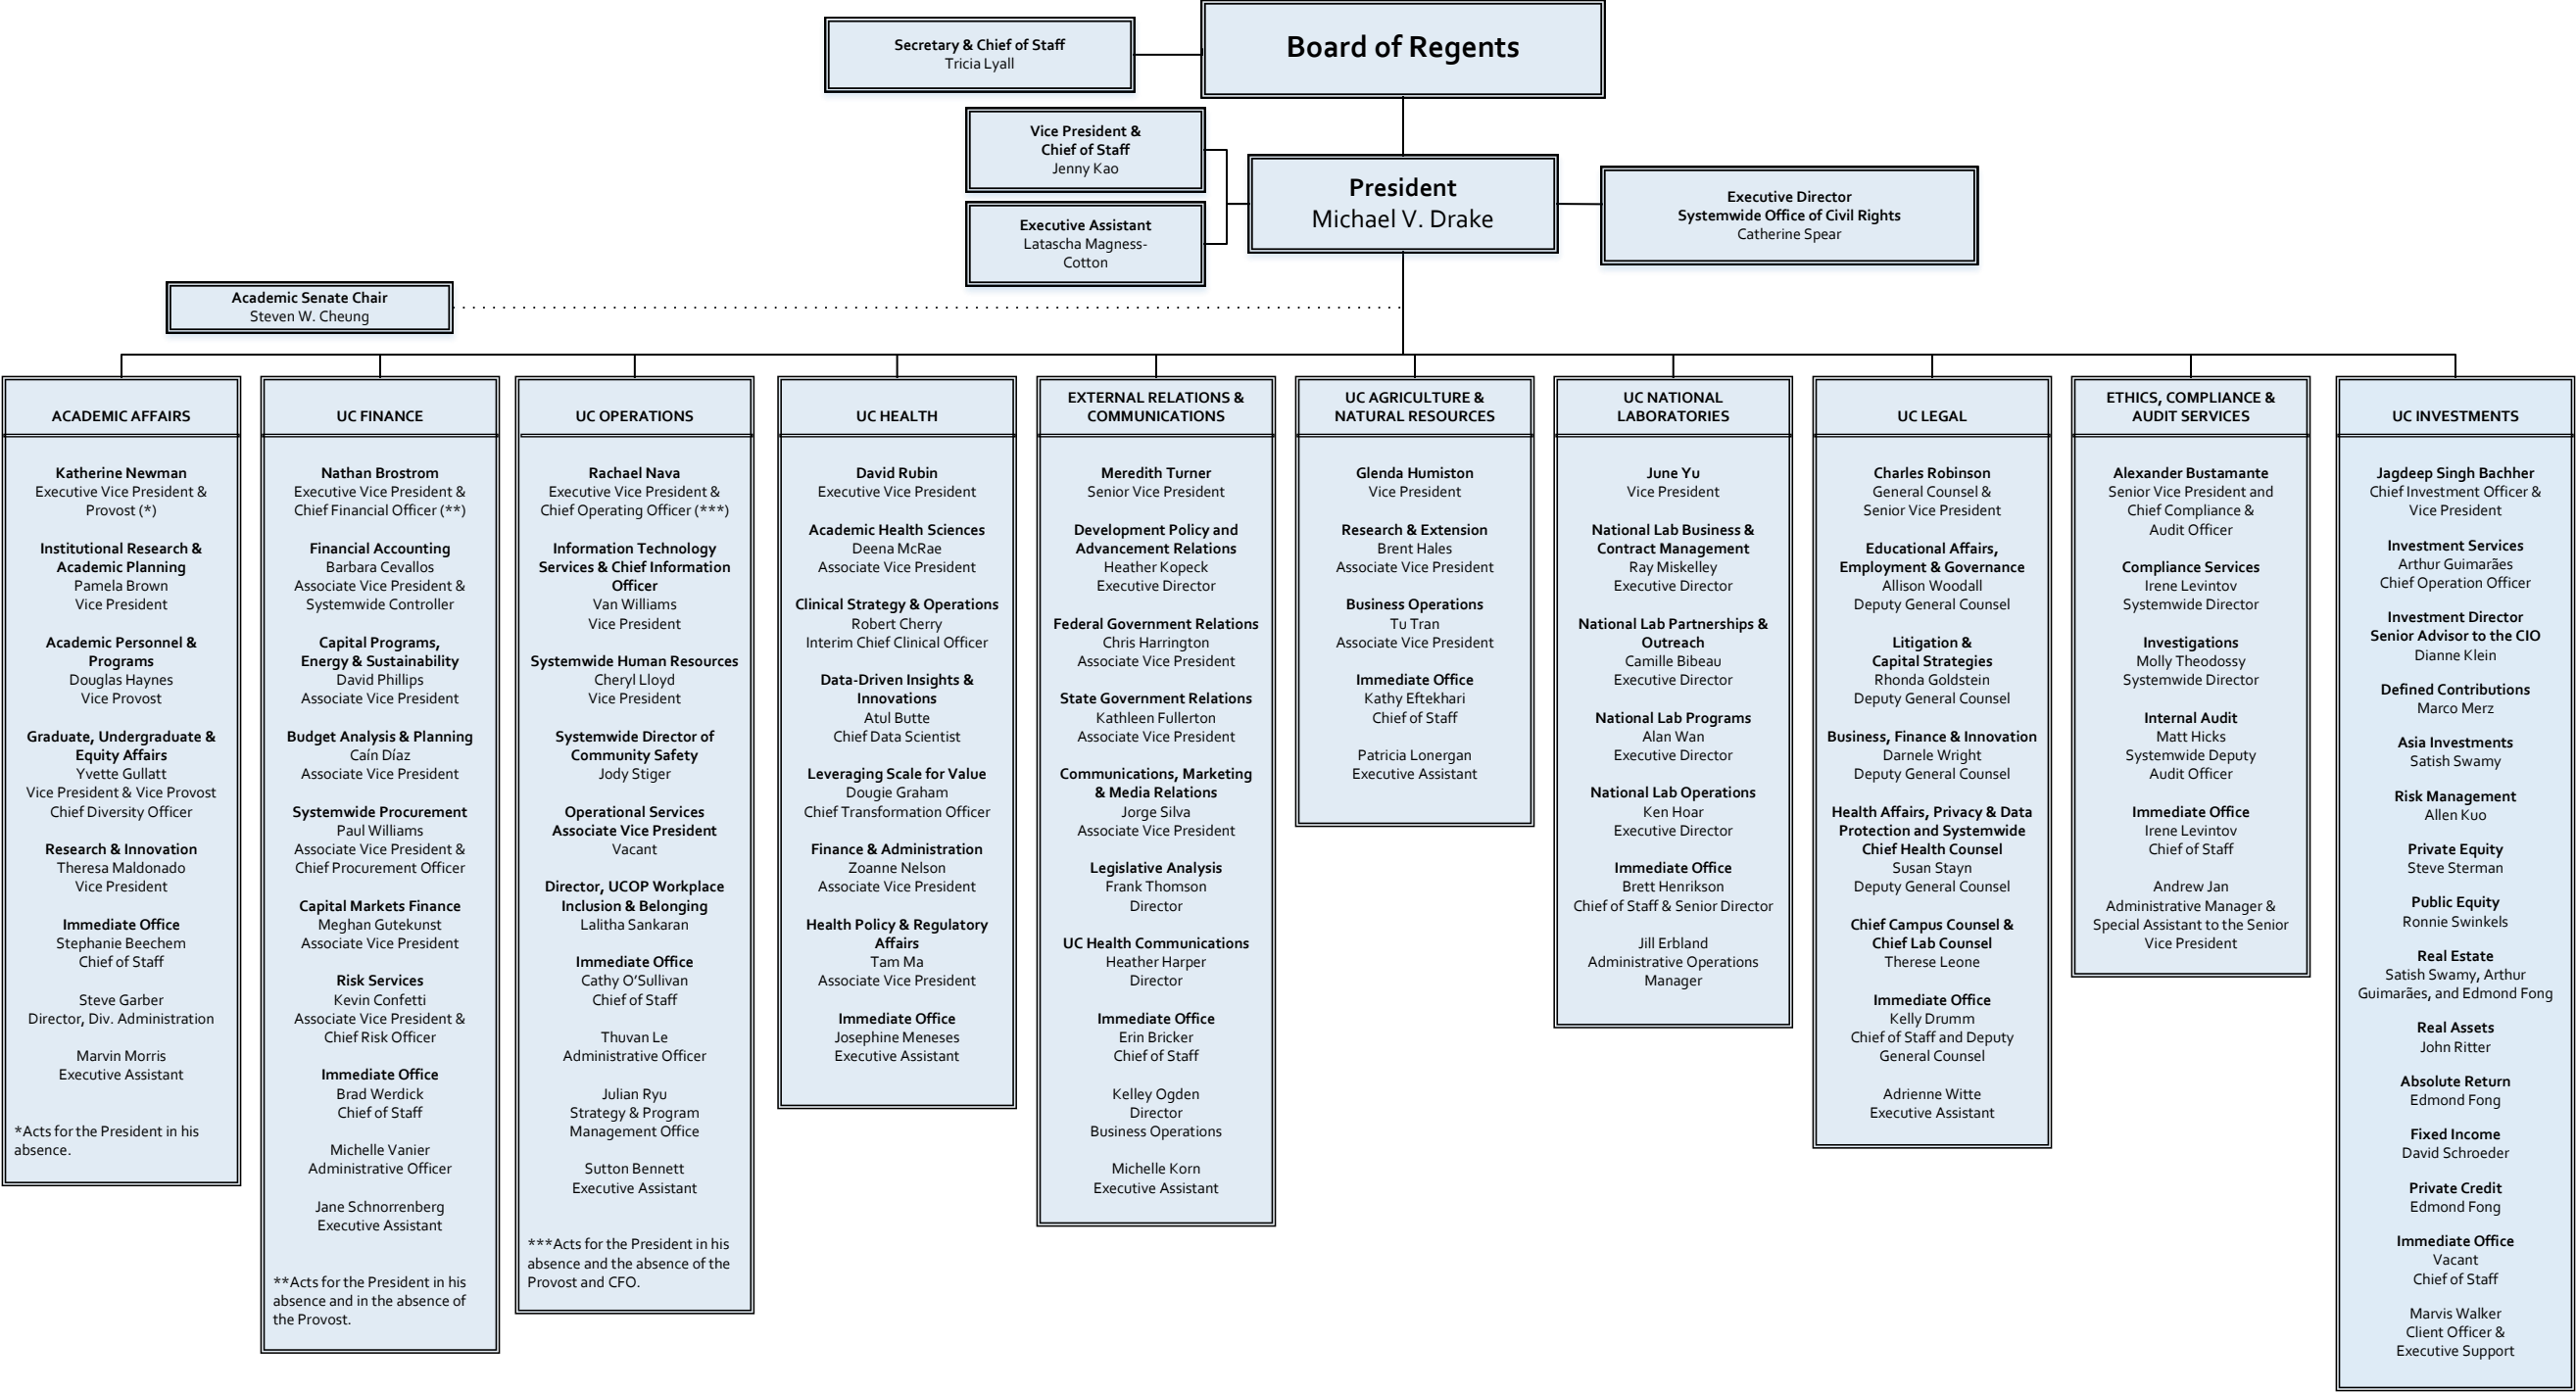 Secretary & Chief of Staff
Tricia Lyall
Board of Regents
Vice President &
Chief of Staff
Jenny Kao
Executive Assistant
Latascha Magness-
Cotton
President
Michael V. Drake
Executive Director
Systemwide Office of Civil Rights
Catherine Spear
Academic Senate Chair
Steven W. Cheung
ACADEMIC AFFAIRS
Katherine Newman
Executive Vice President &
Provost (*)
Institutional Research &
Academic Planning
Pamela Brown
Vice President
Academic Personnel &
Programs
Douglas Haynes
Vice Provost
Graduate, Undergraduate &
Equity Affairs
Yvette Gullatt
Vice President & Vice Provost
Chief Diversity Officer
Research & Innovation
Theresa Maldonado
Vice President
Immediate Office
Stephanie Beechem
Chief of Staff
Steve Garber
Director, Div. Administration
Marvin Morris
Executive Assistant
*Acts for the President in his
absence.
UC FINANCE
Nathan Brostrom
Executive Vice President &
Chief Financial Officer (**)
Financial Accounting
Barbara Cevallos
Associate Vice President &
Systemwide Controller
Capital Programs,
Energy & Sustainability
David Phillips
Associate Vice President
Budget Analysis & Planning
Caín Díaz
Associate Vice President
Systemwide Procurement
Paul Williams
Associate Vice President &
Chief Procurement Officer
Capital Markets Finance
Meghan Gutekunst
Associate Vice President
Risk Services
Kevin Confetti
Associate Vice President &
Chief Risk Officer
Immediate Office
Brad Werdick
Chief of Staff
Michelle Vanier
Administrative Officer
Jane Schnorrenberg
Executive Assistant
**Acts for the President in his
absence and in the absence of
the Provost.
UC OPERATIONS
Rachael Nava
Executive Vice President &
Chief Operating Officer (***)
Information Technology
Services & Chief Information
Officer
Van Williams
Vice President
Systemwide Human Resources
Cheryl Lloyd
Vice President
Systemwide Director of
Community Safety
Jody Stiger
Operational Services
Associate Vice President
Vacant
Director, UCOP Workplace
Inclusion & Belonging
Lalitha Sankaran
Immediate Office
Cathy O'Sullivan
Chief of Staff
Thuvan Le
Administrative Officer
Julian Ryu
Strategy & Program
Management Office
Sutton Bennett
Executive Assistant
***Acts for the President in his
absence and the absence of the
Provost and CFO.
UC HEALTH
David Rubin
Executive Vice President
Academic Health Sciences
Deena McRae
Associate Vice President
Clinical Strategy & Operations
Robert Cherry
Interim Chief Clinical Officer
Data-Driven Insights &
Innovations
Atul Butte
Chief Data Scientist
Leveraging Scale for Value
Dougie Graham
Chief Transformation Officer
Finance & Administration
Zoanne Nelson
Associate Vice President
Health Policy & Regulatory
Affairs
Tam Ma
Associate Vice President
Immediate Office
Josephine Meneses
Executive Assistant
EXTERNAL RELATIONS &
COMMUNICATIONS
Meredith Turner
Senior Vice President
Development Policy and
Advancement Relations
Heather Kopeck
Executive Director
Federal Government Relations
Chris Harrington
Associate Vice President
State Government Relations
Kathleen Fullerton
Associate Vice President
Communications, Marketing
& Media Relations
Jorge Silva
Associate Vice President
Legislative Analysis
Frank Thomson
Director
UC Health Communications
Heather Harper
Director
Immediate Office
Erin Bricker
Chief of Staff
Kelley Ogden
Director
Business Operations
Michelle Korn
Executive Assistant
UC AGRICULTURE &
NATURAL RESOURCES
Glenda Humiston
Vice President
Research & Extension
Brent Hales
Associate Vice President
Business Operations
Tu Tran
Associate Vice President
Immediate Office
Kathy Eftekhari
Chief of Staff
Patricia Lonergan
Executive Assistant
UC NATIONAL
LABORATORIES
June Yu
Vice President
National Lab Business &
Contract Management
Ray Miskelley
Executive Director
National Lab Partnerships &
Outreach
Camille Bibeau
Executive Director
National Lab Programs
Alan Wan
Executive Director
National Lab Operations
Ken Hoar
Executive Director
Immediate Office
Brett Henrikson
Chief of Staff & Senior Director
Jill Erbland
Administrative Operations
Manager
UC LEGAL
Charles Robinson
General Counsel &
Senior Vice President
Educational Affairs,
Employment & Governance
Allison Woodall
Deputy General Counsel
Litigation &
Capital Strategies
Rhonda Goldstein
Deputy General Counsel
Business, Finance & Innovation
Darnele Wright
Deputy General Counsel
Health Affairs, Privacy & Data
Protection and Systemwide
Chief Health Counsel
Susan Stayn
Deputy General Counsel
Chief Campus Counsel &
Chief Lab Counsel
Therese Leone
Immediate Office
Kelly Drumm
Chief of Staff and Deputy
General Counsel
Adrienne Witte
Executive Assistant
ETHICS, COMPLIANCE &
AUDIT SERVICES
Alexander Bustamante
Senior Vice President and
Chief Compliance &
Audit Officer
Compliance Services
Irene Levintov
Systemwide Director
Investigations
Molly Theodossy
Systemwide Director
Internal Audit
Matt Hicks
Systemwide Deputy
Audit Officer
Immediate Office
Irene Levintov
Chief of Staff
Andrew Jan
Administrative Manager &
Special Assistant to the Senior
Vice President
UC INVESTMENTS
Jagdeep Singh Bachher
Chief Investment Officer &
Vice President
Investment Services
Arthur Guimarães
Chief Operation Officer
Investment Director
Senior Advisor to the CIO
Dianne Klein
Defined Contributions
Marco Merz
Asia Investments
Satish Swamy
Risk Management
Allen Kuo
Private Equity
Steve Sterman
Public Equity
Ronnie Swinkels
Real Estate
Satish Swamy, Arthur
Guimarães, and Edmond Fong
Real Assets
John Ritter
Absolute Return
Edmond Fong
Fixed Income
David Schroeder
Private Credit
Edmond Fong
Immediate Office
Vacant
Chief of Staff
Marvis Walker
Client Officer &
Executive Support